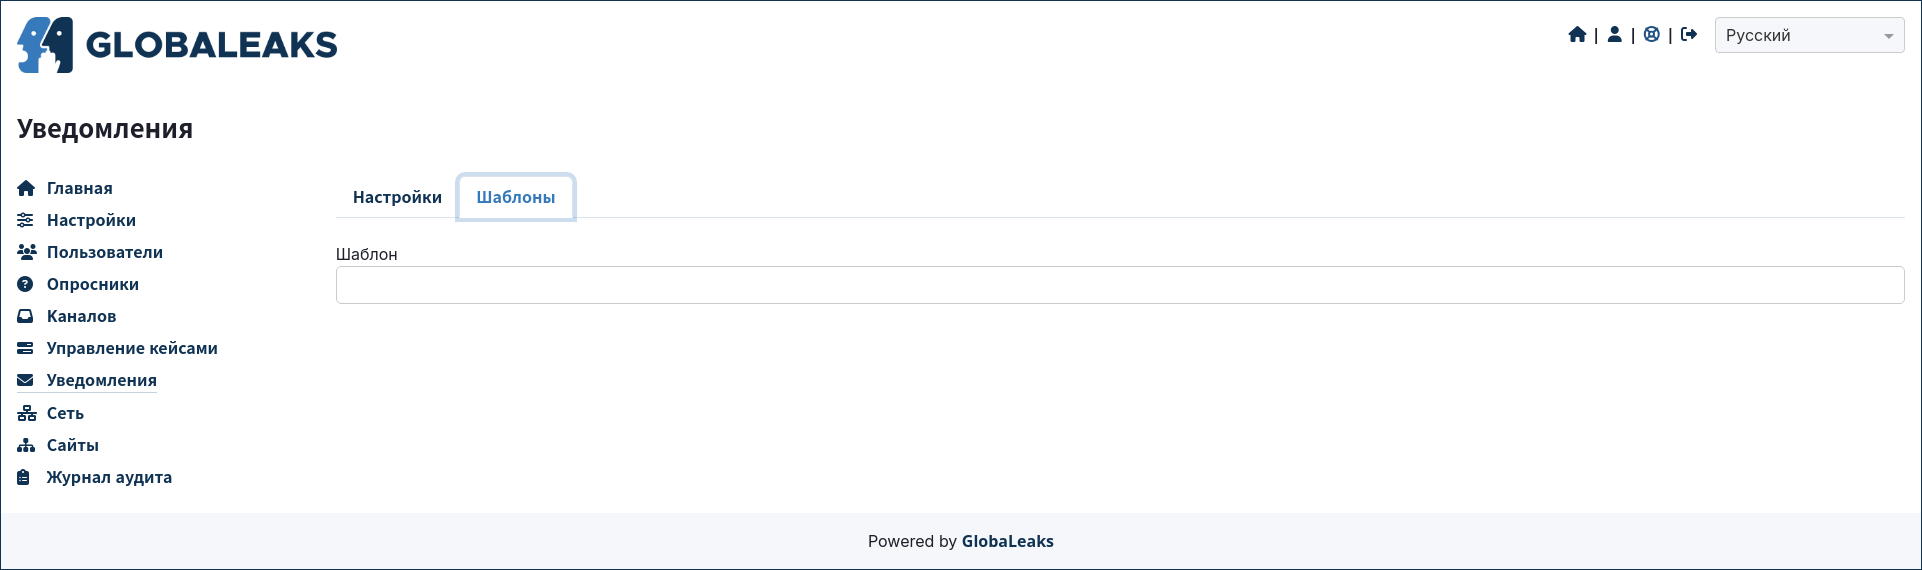 GLOBALEAKS
| | |
Русский
Уведомления
Главная
Настройки
Пользователи
Опросники
Каналов
Управление кейсами
Уведомления
Сеть
Сайты
Журнал аудита
Настройки
Шаблоны
Шаблон
Powered by GlobaLeaks